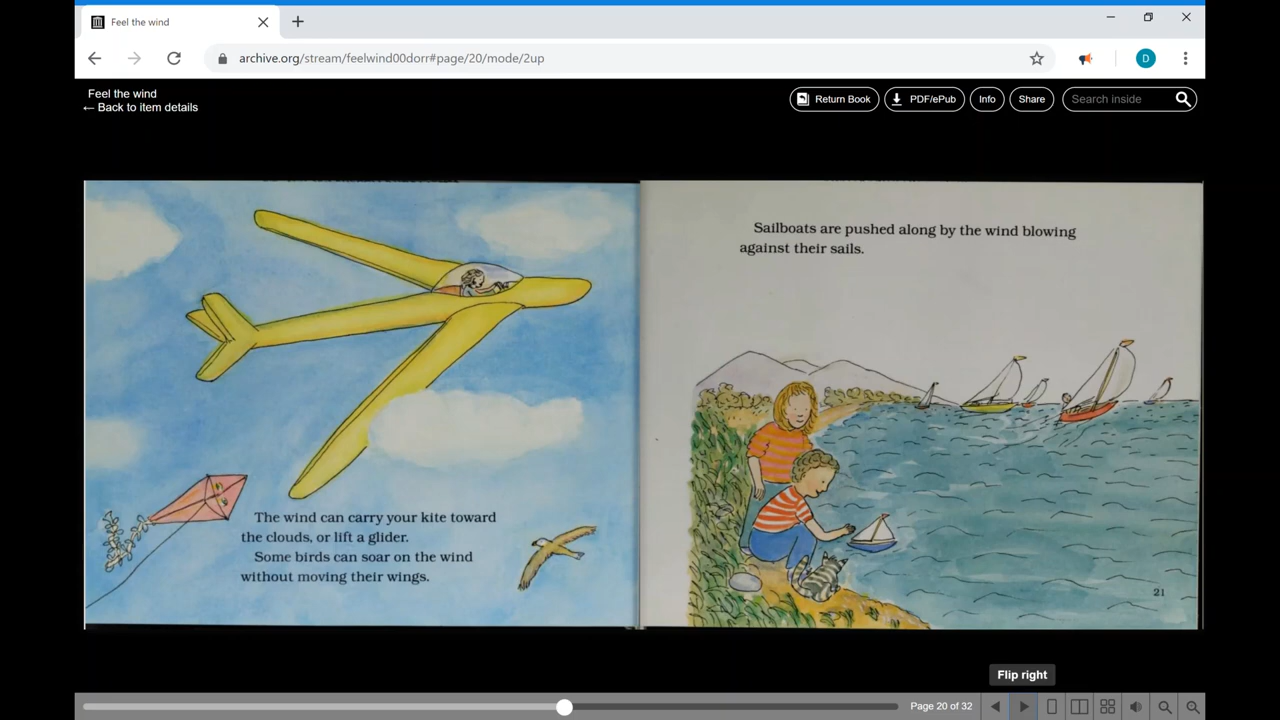 Feel the wind
archive.org/stream/feelwind00dorr#page/20/mode/2up
D
Feel the wind
← Back to item details
Return Book
PDF/ePub
Info
Share
Search inside
The wind can carry your kite toward
the clouds, or lift a glider.
Some birds can soar on the wind
without moving their wings.
Sailboats are pushed along by the wind blowing
against their sails.
21
Flip right
Page 20 of 32